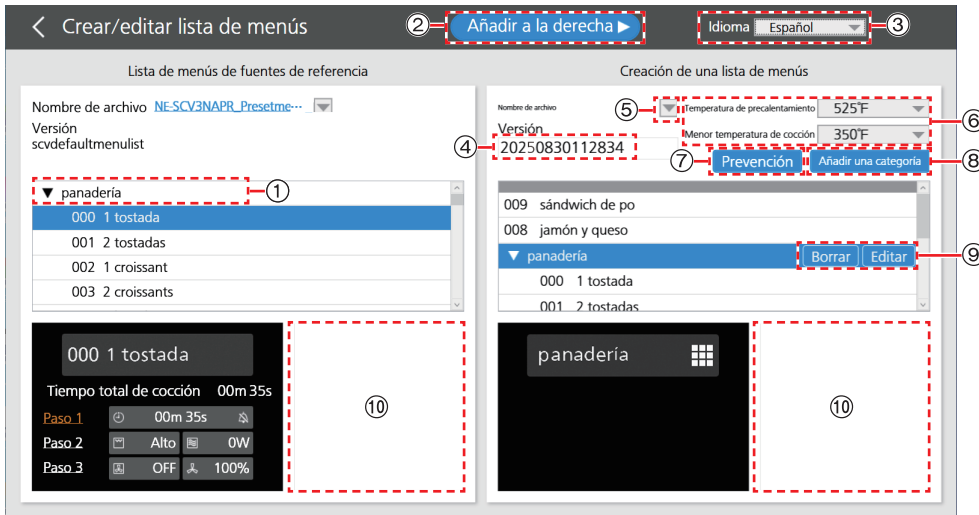 Crear/editar lista de menús
② Añadir a la derecha ▶
Idioma Español ③
Lista de menús de fuentes de referencia
Nombre de archivo NE-SCV3NAPR_Presetme…
Versión
scvdefaultmenulist
▼ panadería ①
000 1 tostada
001 2 tostadas
002 1 croissant
003 2 croissants
000 1 tostada
Tiempo total de cocción 00m 35s
Paso 1 00m 35s
Paso 2 Alto 0W
Paso 3 OFF 100%
⑩
Creación de una lista de menús
Nombre de archivo ⑤
Temperatura de precalentamiento 525°F
Menor temperatura de cocción 350°F
⑥
Versión
④ 20250830112834
⑦ Prevención
Añadir una categoría ⑧
009 sándwich de po
008 jamón y queso
▼ panadería Borrar Editar ⑨
000 1 tostada
001 2 tostadas
panadería
⑩